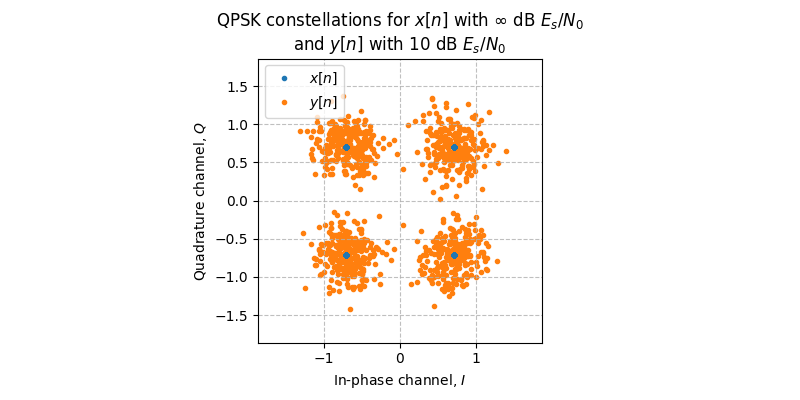 QPSK constellations for x[n] with ∞ dB Es/N0
and y[n] with 10 dB Es/N0
x[n]
y[n]
1.5
1.0
0.5
0.0
−0.5
−1.0
−1.5
Quadrature channel, Q
−1 0 1
In-phase channel, I